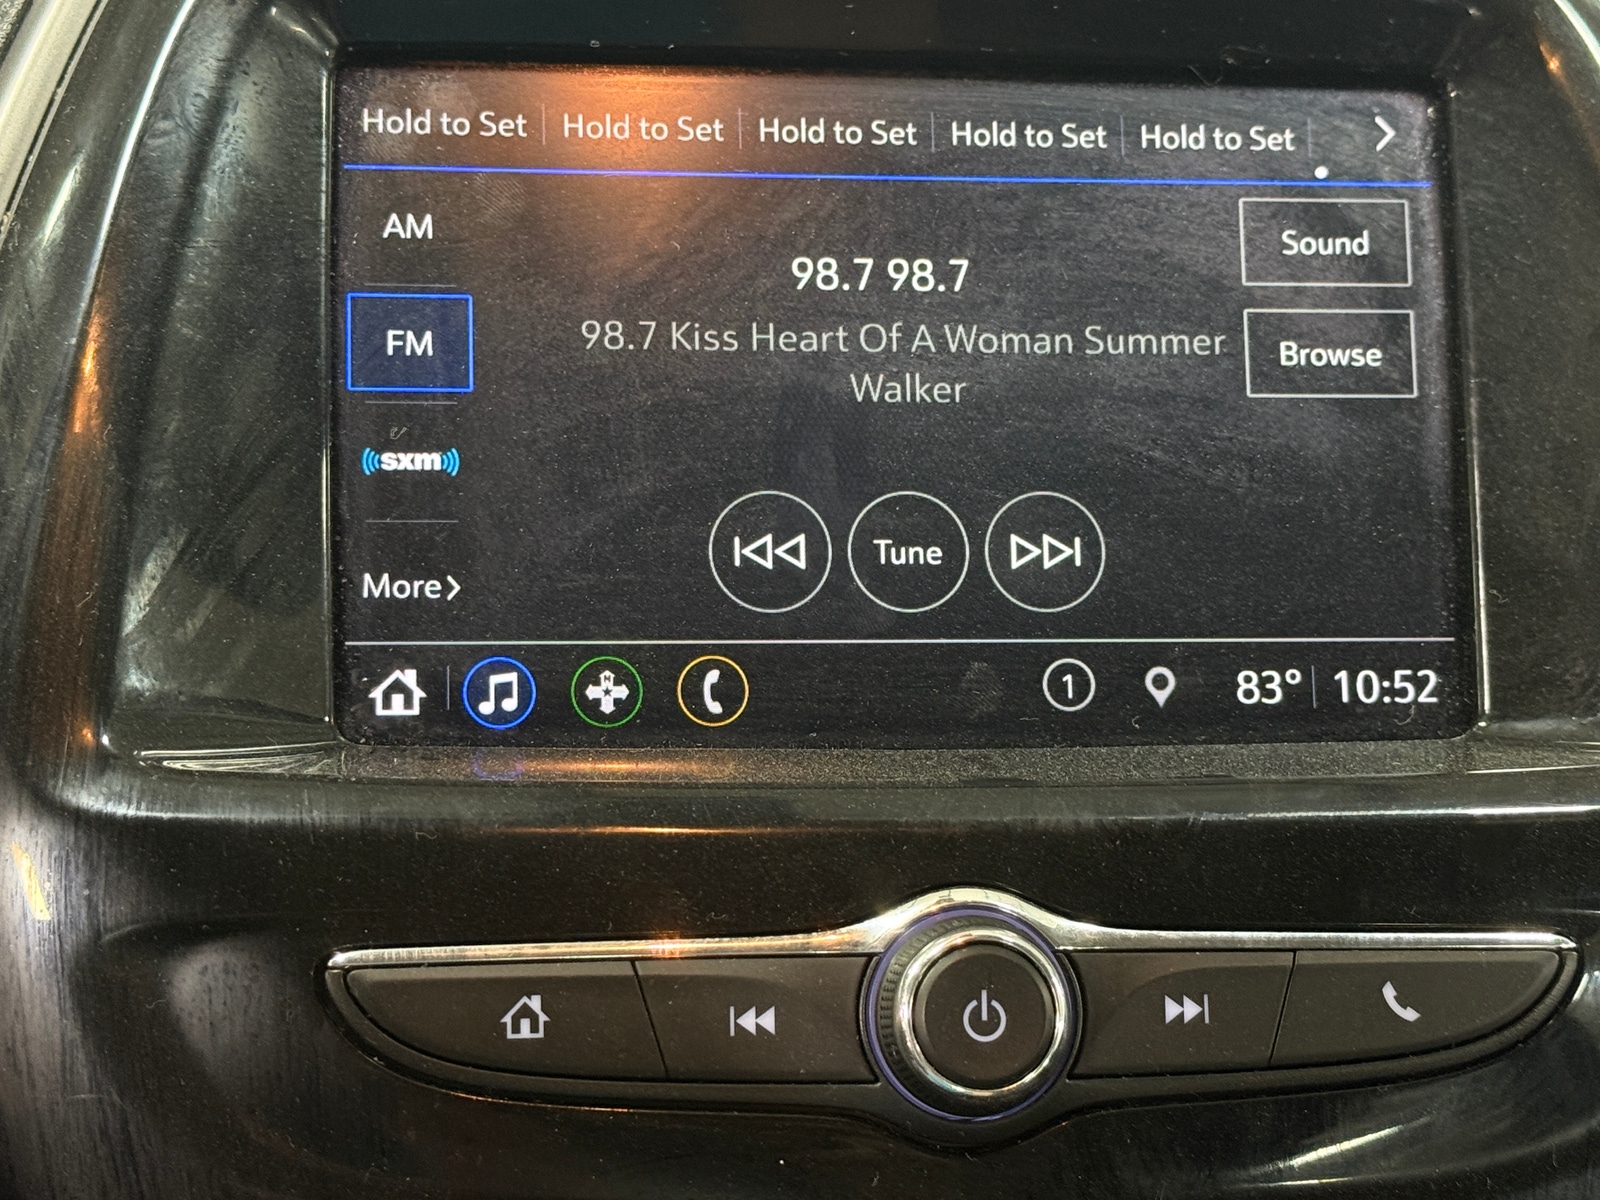 Hold to Set Hold to Set Hold to Set Hold to Set Hold to Set
AM
Sound
98.7 98.7
FM
98.7 Kiss Heart Of A Woman Summer
Walker
Browse
sxm
Tune
More
1
83° 10:52